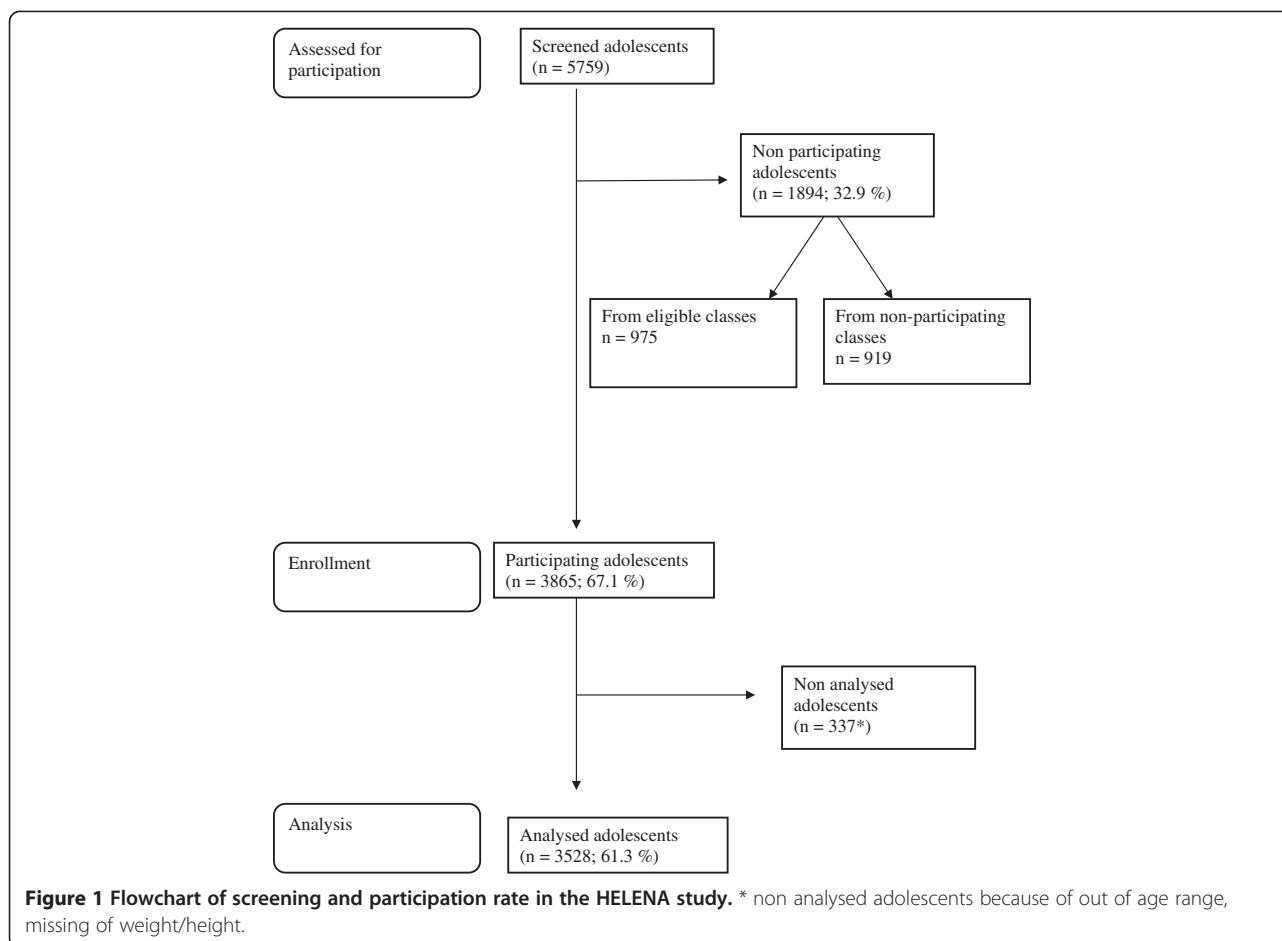 Assessed for
participation
Screened adolescents
(n = 5759)
Non participating
adolescents
(n = 1894; 32.9 %)
From eligible classes
n = 975
From non-participating
classes
n = 919
Enrollment
Participating adolescents
(n = 3865; 67.1 %)
Non analysed
adolescents
(n = 337*)
Analysis
Analysed adolescents
(n = 3528; 61.3 %)
Figure 1 Flowchart of screening and participation rate in the HELENA study. * non analysed adolescents because of out of age range,
missing of weight/height.